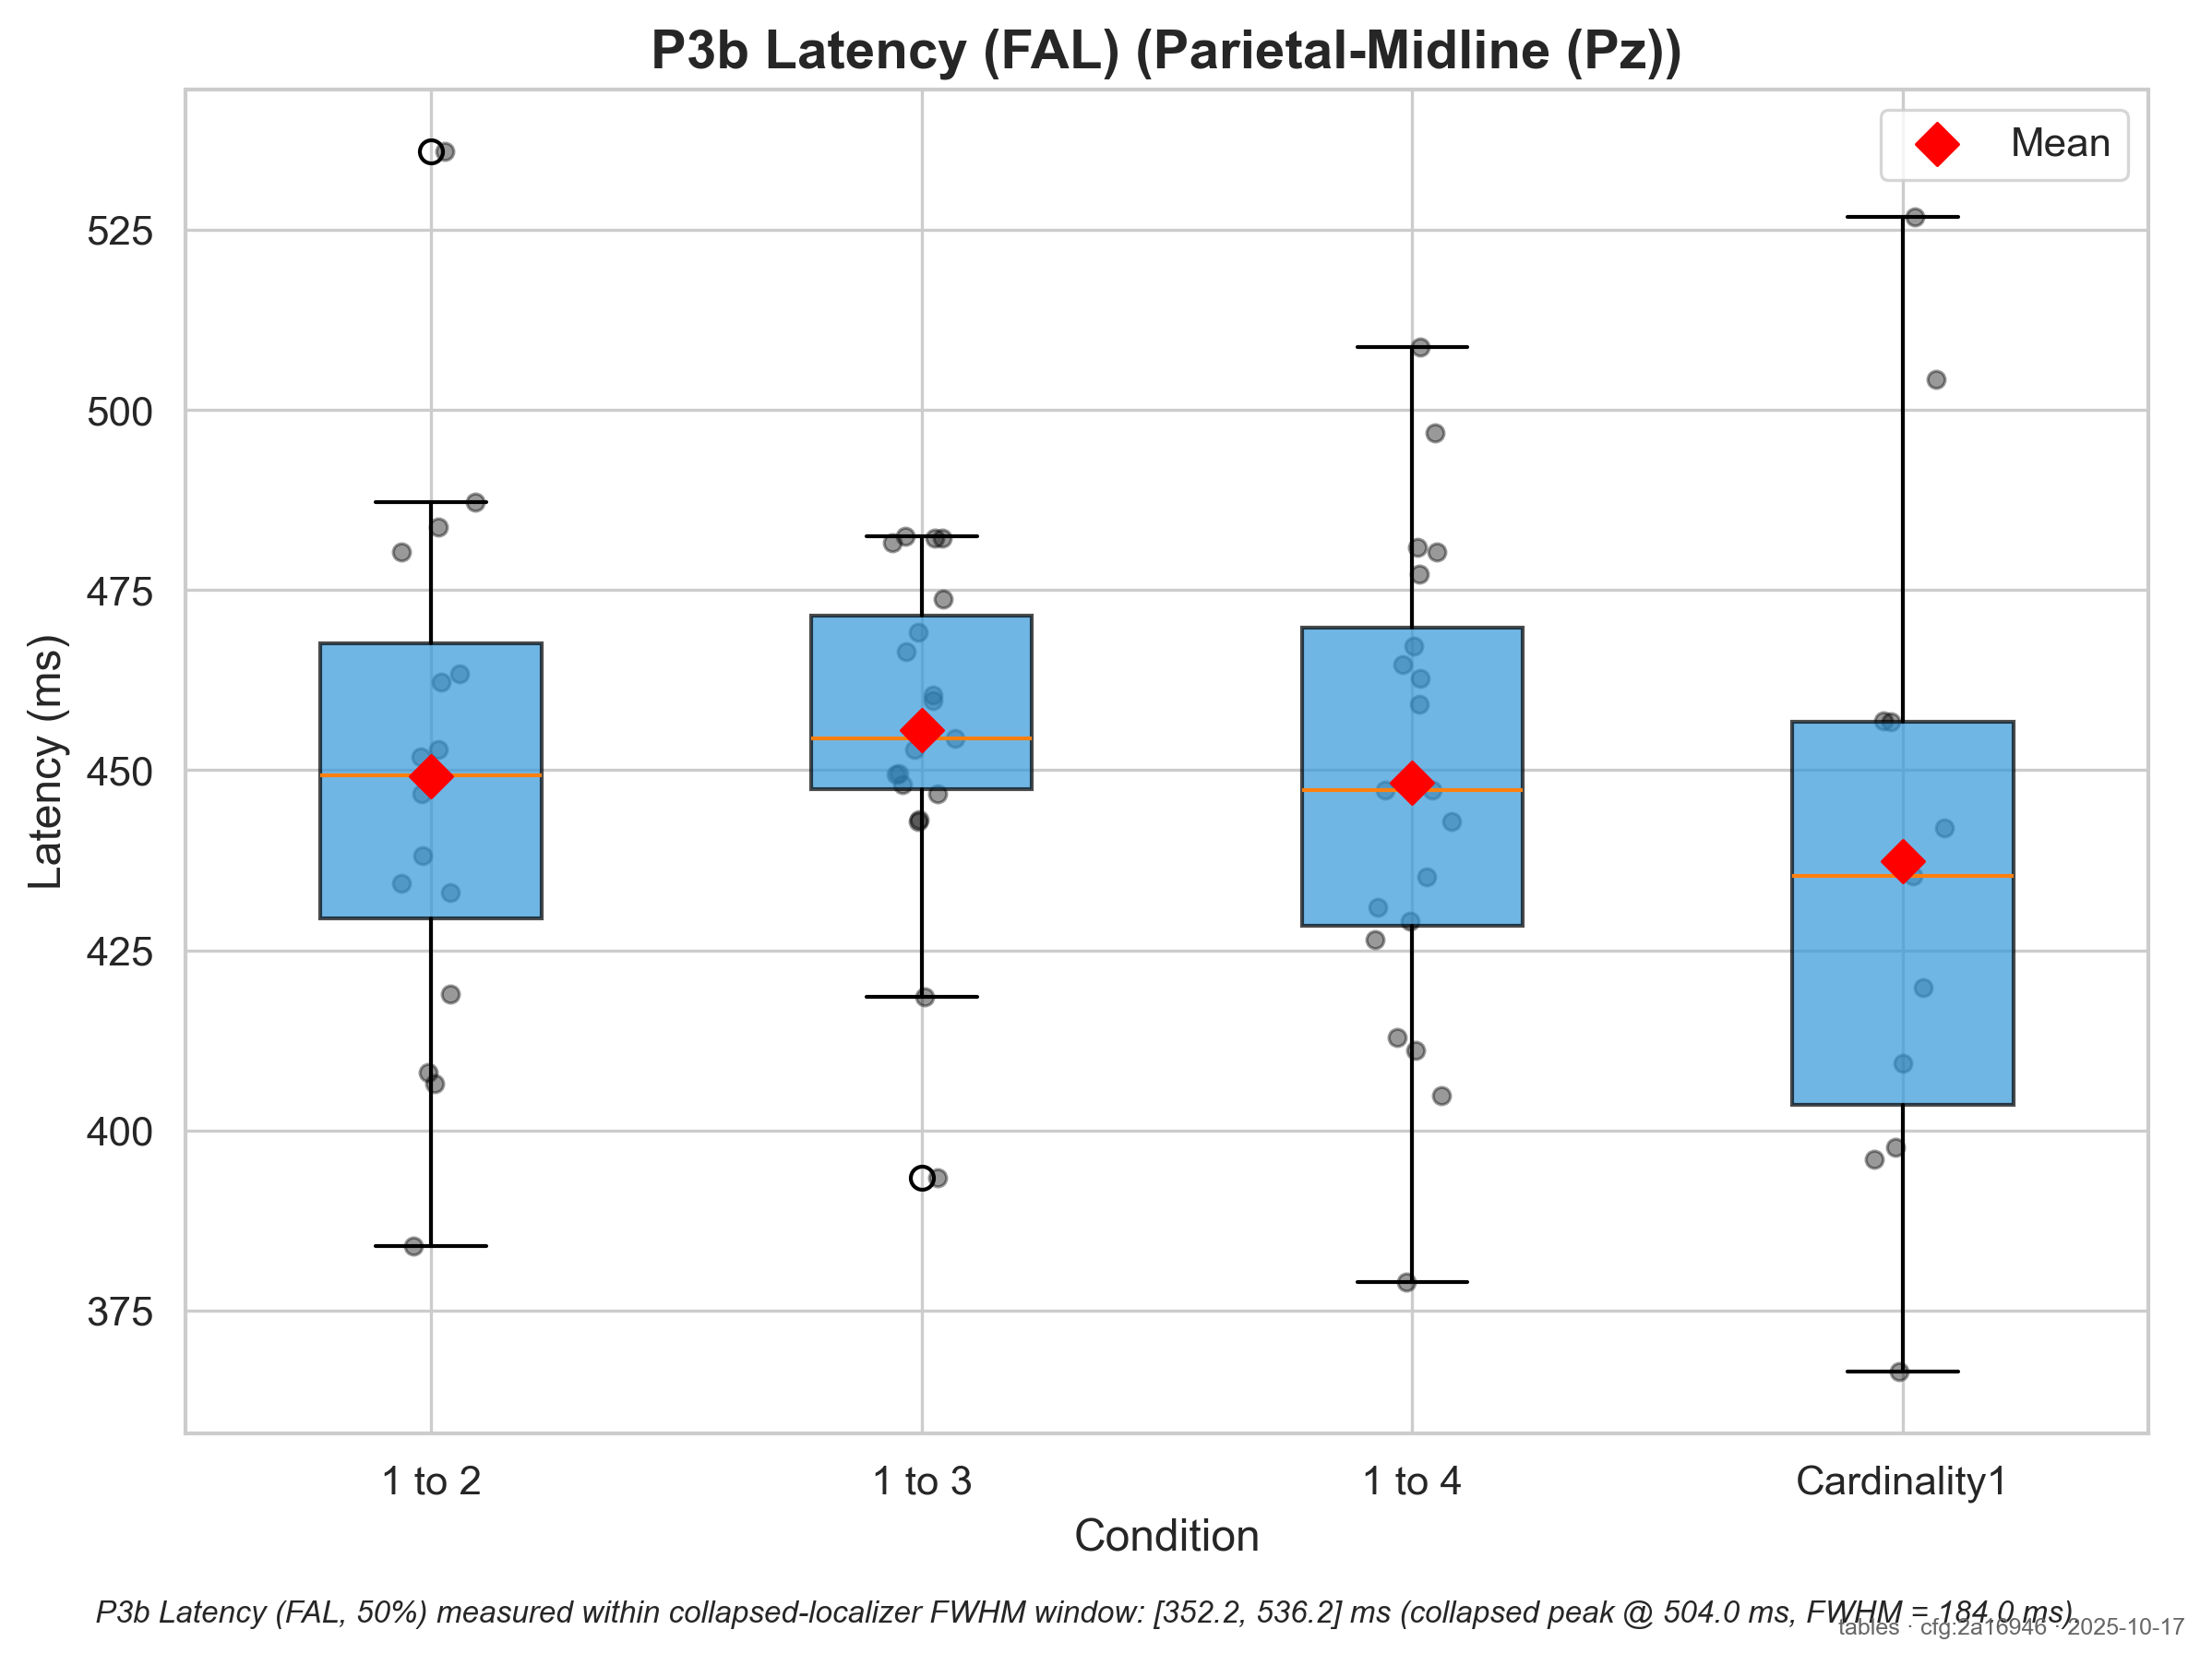 P3b Latency (FAL) (Parietal-Midline (Pz))
Mean
525
500
475
450
425
400
375
Latency (ms)
1 to 2
1 to 3
1 to 4
Cardinality1
Condition
P3b Latency (FAL, 50%) measured within collapsed-localizer FWHM window: [352.2, 536.2] ms (collapsed peak @ 504.0 ms, FWHM = 184.0 ms).
tables · cfg:2a16946 · 2025-10-17